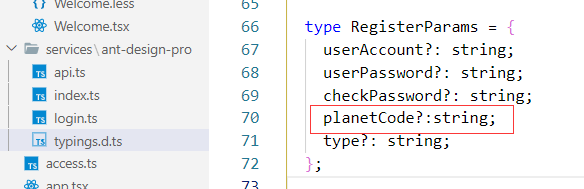 Welcome.less
Welcome.tsx
services\ant-design-pro
TS api.ts
TS index.ts
TS login.ts
TS typings.d.ts
TS access.ts
TS app.tsx
65
66 type RegisterParams = {
67 userAccount?: string;
68 userPassword?: string;
69 checkPassword?: string;
70 planetCode?:string;
71 type?: string;
72 };
73